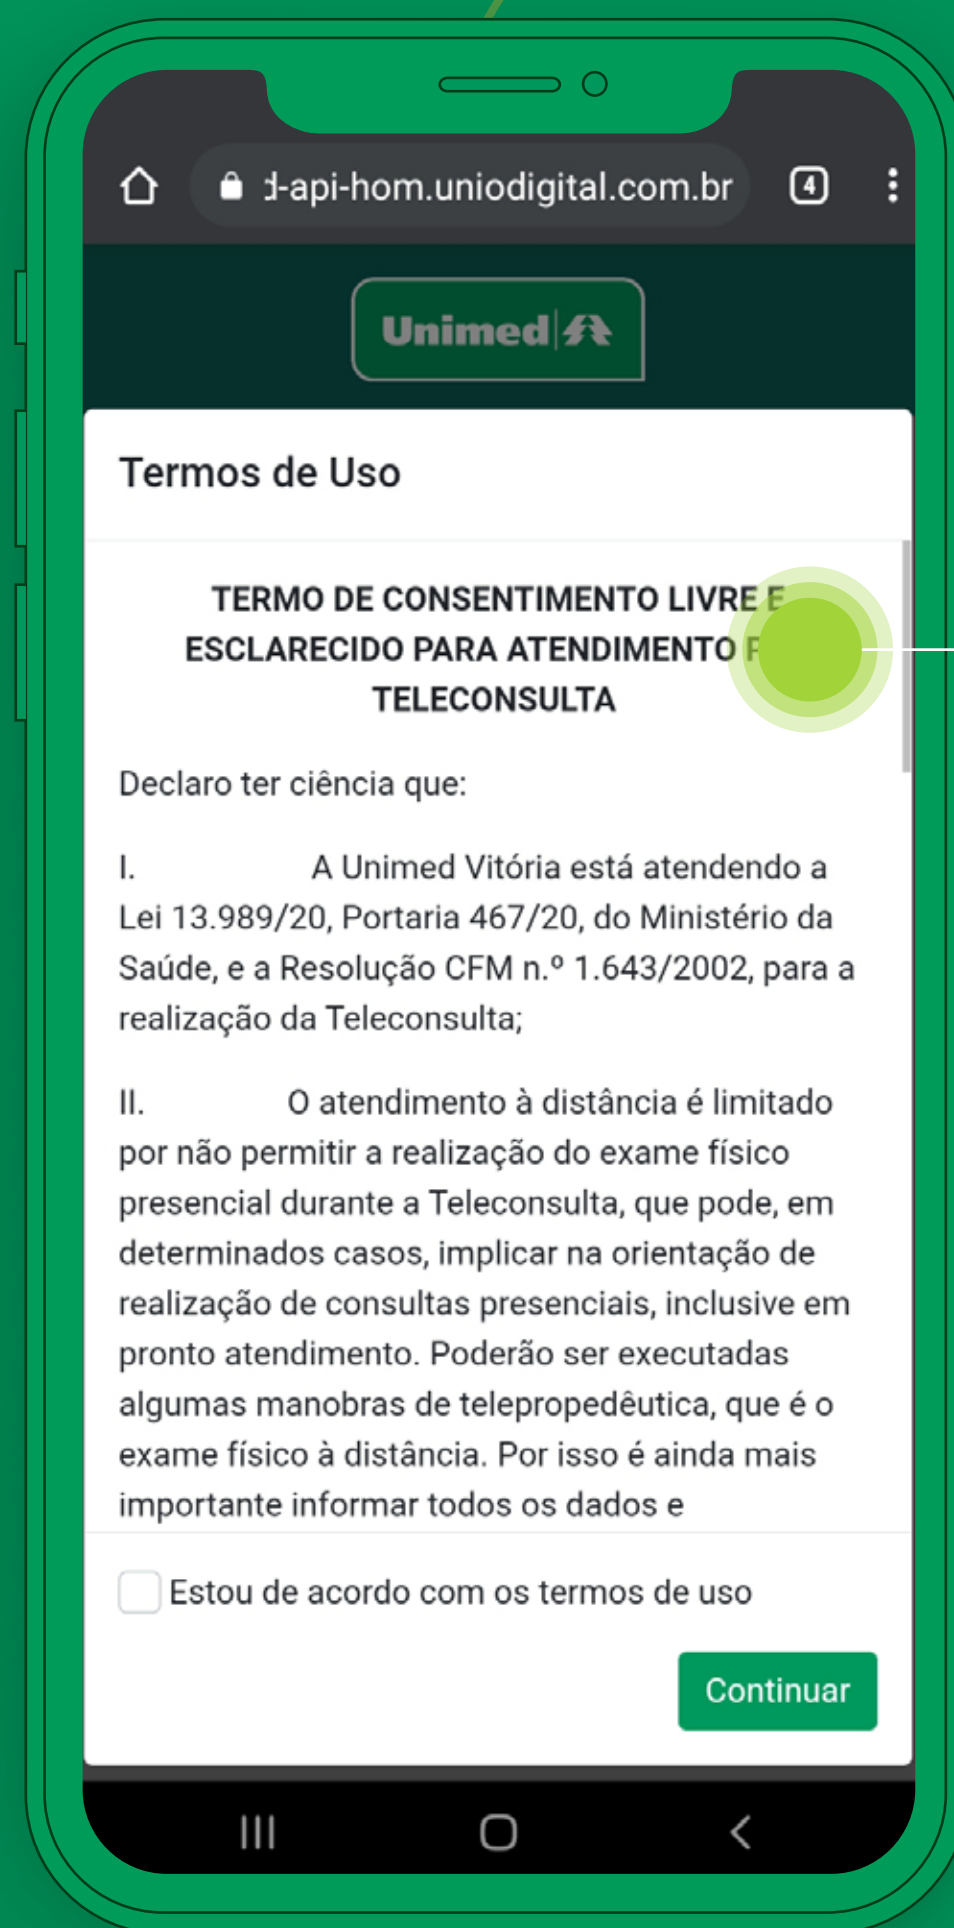 d-api-hom.uniodigital.com.br
4
Unimed
Termos de Uso
TERMO DE CONSENTIMENTO LIVRE E
ESCLARECIDO PARA ATENDIMENTO
TELECONSULTA
Declaro ter ciência que:
I. A Unimed Vitória está atendendo a
Lei 13.989/20, Portaria 467/20, do Ministério da
Saúde, e a Resolução CFM n.º 1.643/2002, para a
realização da Teleconsulta;
II. O atendimento à distância é limitado
por não permitir a realização do exame físico
presencial durante a Teleconsulta, que pode, em
determinados casos, implicar na orientação de
realização de consultas presenciais, inclusive em
pronto atendimento. Poderão ser executadas
algumas manobras de telepropedêutica, que é o
exame físico à distância. Por isso é ainda mais
importante informar todos os dados e
Estou de acordo com os termos de uso
Continuar